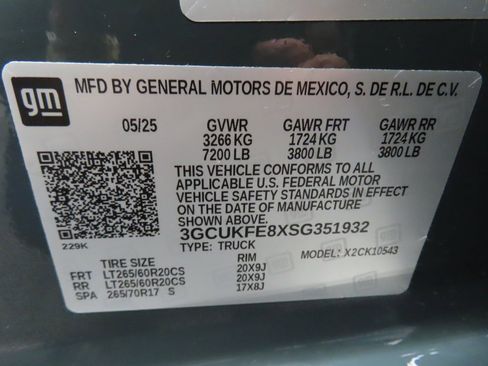 gm
MFD BY GENERAL MOTORS DE MEXICO, S. DE R.L. DE C.V.
05/25 GVWR GAWR FRT GAWR RR
3266 KG 1724 KG 1724 KG
7200 LB 3800 LB 3800 LB
THIS VEHICLE CONFORMS TO ALL
APPLICABLE U.S. FEDERAL MOTOR
VEHICLE SAFETY STANDARDS IN EFFECT
ON THE DATE OF MANUFACTURE
SHOWN ABOVE.
3GCUKFE8XSG351932
229K TYPE: TRUCK MODEL: X2CK10543
TIRE SIZE RIM
FRT LT265/60R20CS 20X9J
RR LT265/60R20CS 20X9J
SPA 265/70R17 S 17X8J